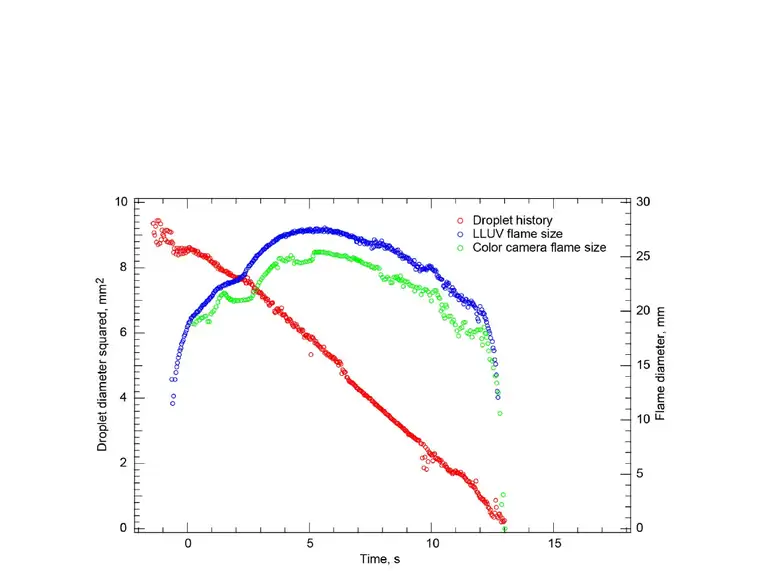 10
8
6
4
2
0
Droplet diameter squared, mm2
30
25
20
15
10
5
0
Flame diameter, mm
Droplet history
LLUV flame size
Color camera flame size
0 5 10 15
Time, s